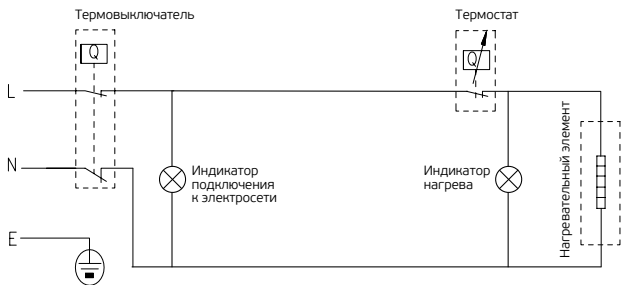 Термовыключатель
Термостат
Q
Q
L
N
E
Индикатор
подключения
к электросети
Индикатор
нагрева
Нагревательный элемент